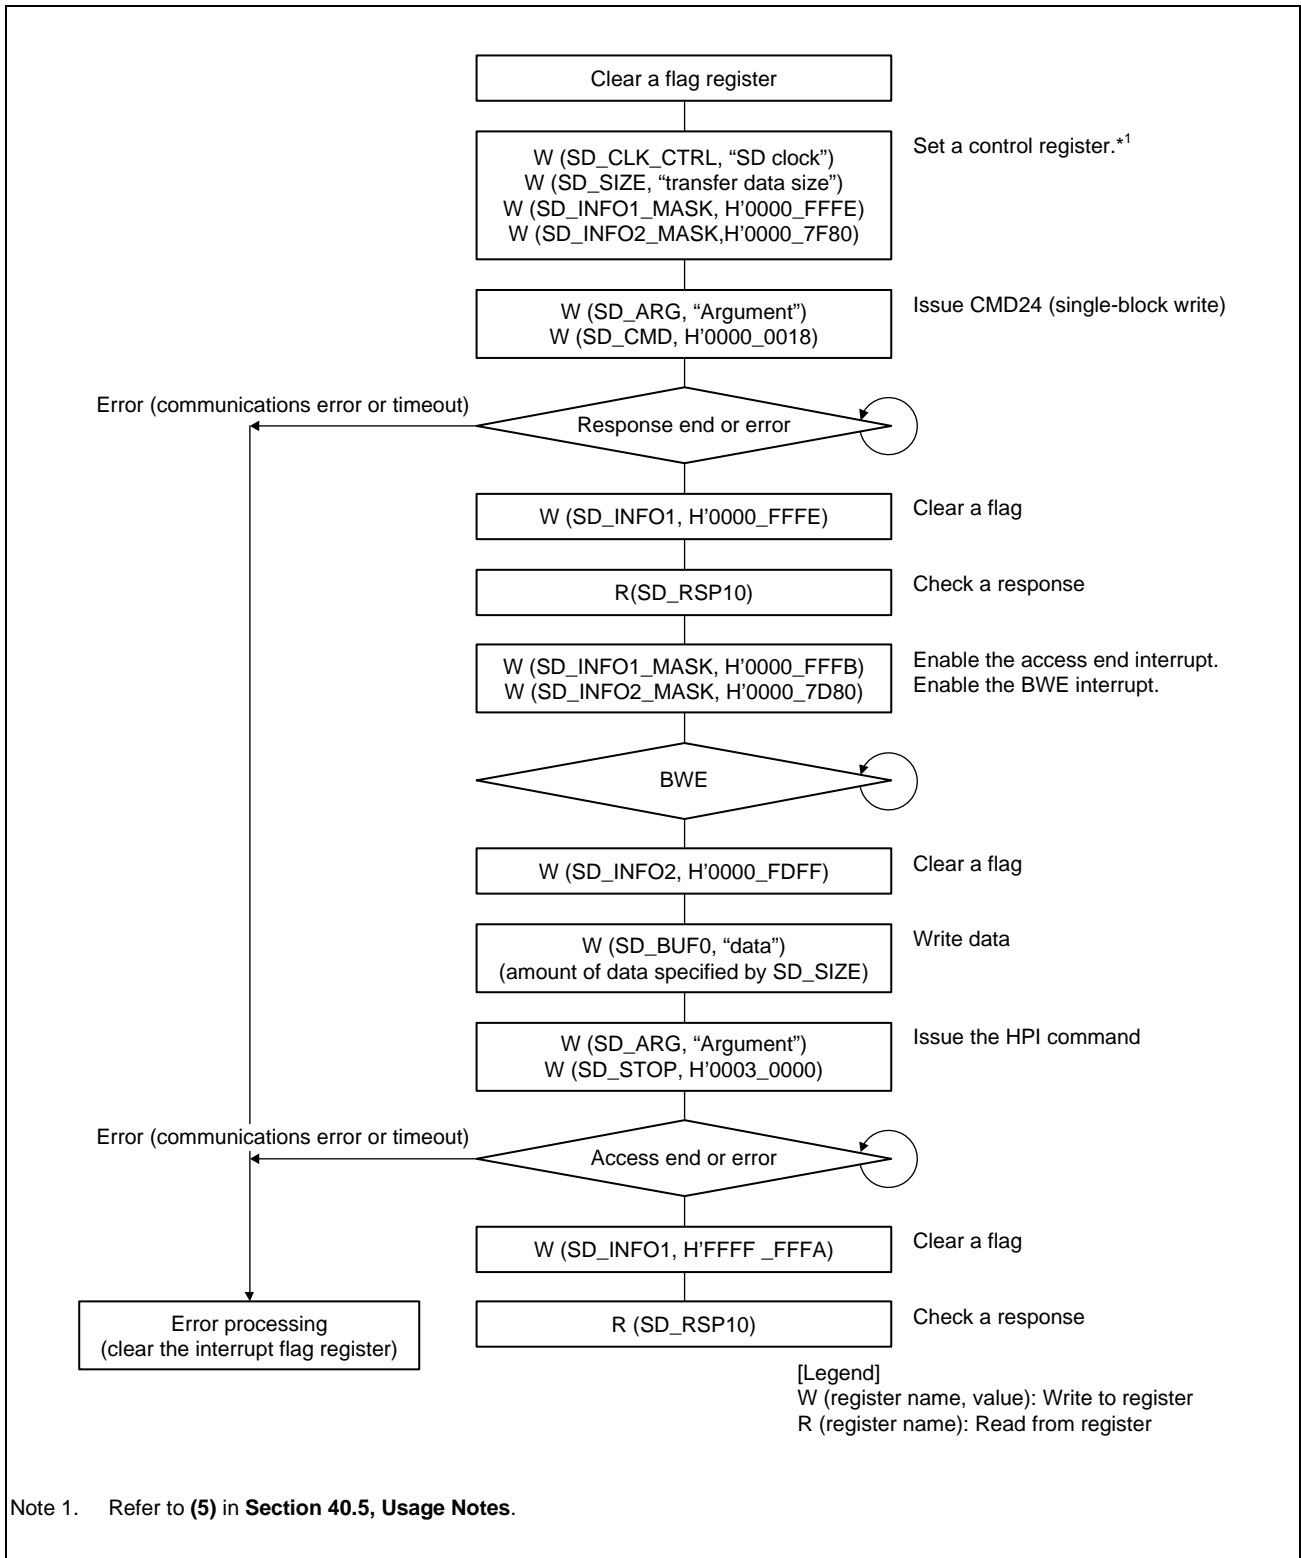 Clear a flag register
W (SD_CLK_CTRL, “SD clock”)
W (SD_SIZE, “transfer data size”)
W (SD_INFO1_MASK, H’0000_FFFE)
W (SD_INFO2_MASK,H’0000_7F80)
Set a control register.*1
W (SD_ARG, “Argument”)
W (SD_CMD, H’0000_0018)
Issue CMD24 (single-block write)
Error (communications error or timeout)
Response end or error
W (SD_INFO1, H’0000_FFFE)
Clear a flag
R(SD_RSP10)
Check a response
W (SD_INFO1_MASK, H’0000_FFFB)
W (SD_INFO2_MASK, H’0000_7D80)
Enable the access end interrupt.
Enable the BWE interrupt.
BWE
W (SD_INFO2, H’0000_FDFF)
Clear a flag
W (SD_BUF0, “data”)
(amount of data specified by SD_SIZE)
Write data
W (SD_ARG, “Argument”)
W (SD_STOP, H’0003_0000)
Issue the HPI command
Error (communications error or timeout)
Access end or error
W (SD_INFO1, H’FFFF _FFFA)
Clear a flag
Error processing
(clear the interrupt flag register)
R (SD_RSP10)
Check a response
[Legend]
W (register name, value): Write to register
R (register name): Read from register
Note 1. Refer to (5) in Section 40.5, Usage Notes.